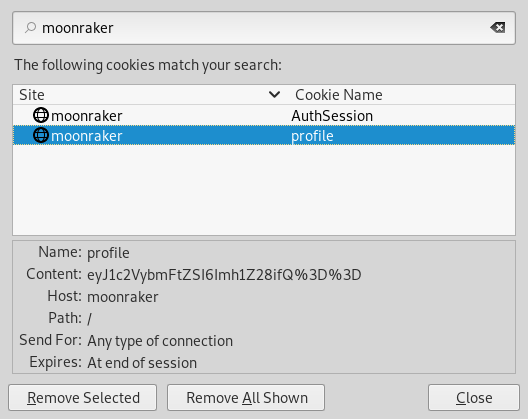 moonraker
The following cookies match your search:
Site Cookie Name
moonraker AuthSession
moonraker profile
Name: profile
Content: eyJ1c2VybmFtZSI6Imh1Z28ifQ%3D%3D
Host: moonraker
Path: /
Send For: Any type of connection
Expires: At end of session
Remove Selected Remove All Shown Close